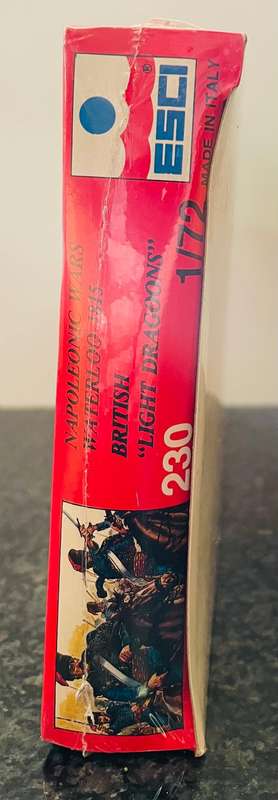 ESCI
®
MADE IN ITALY
1/72
NAPOLEONIC WARS
WATERLOO 1815
BRITISH
"LIGHT DRAGOONS"
230